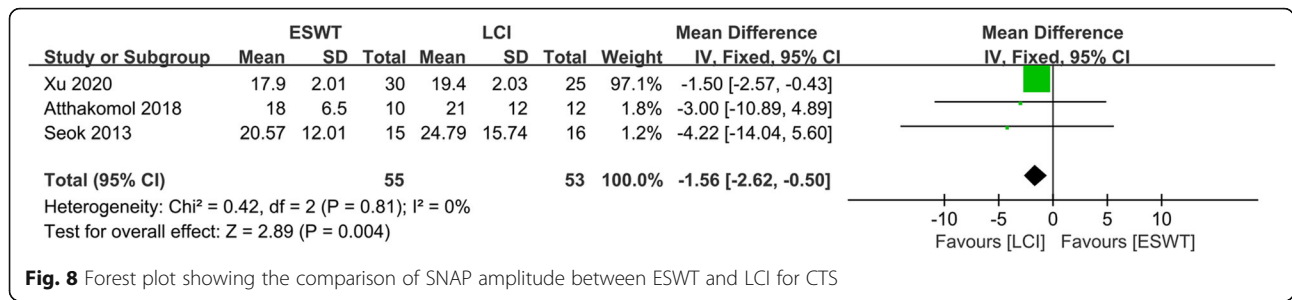 ESWT LCI Mean Difference Mean Difference
Study or Subgroup Mean SD Total Mean SD Total Weight IV, Fixed, 95% CI IV, Fixed, 95% CI
Xu 2020 17.9 2.01 30 19.4 2.03 25 97.1% -1.50 [-2.57, -0.43]
Atthakomol 2018 18 6.5 10 21 12 12 1.8% -3.00 [-10.89, 4.89]
Seok 2013 20.57 12.01 15 24.79 15.74 16 1.2% -4.22 [-14.04, 5.60]
Total (95% CI) 55 53 100.0% -1.56 [-2.62, -0.50]
Heterogeneity: Chi² = 0.42, df = 2 (P = 0.81); I² = 0%
Test for overall effect: Z = 2.89 (P = 0.004)
-10 -5 0 5 10
Favours [LCI] Favours [ESWT]
Fig. 8 Forest plot showing the comparison of SNAP amplitude between ESWT and LCI for CTS